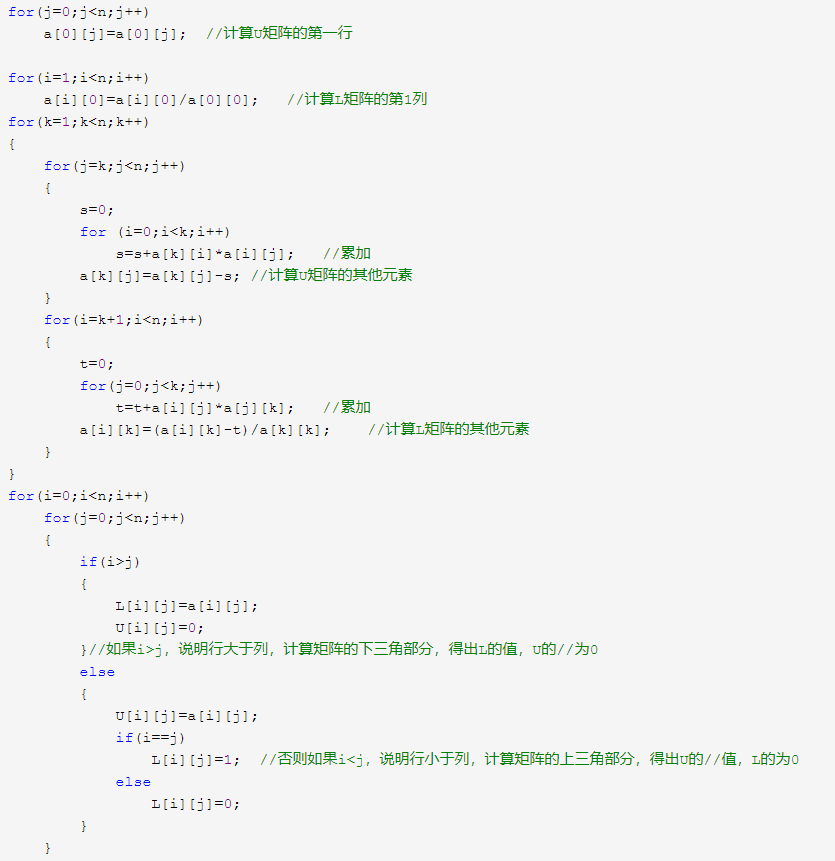 for(j=0;j<n;j++)
    a[0][j]=a[0][j];  //计算U矩阵的第一行
for(i=1;i<n;i++)
    a[i][0]=a[i][0]/a[0][0];   //计算L矩阵的第1列
for(k=1;k<n;k++)
{
    for(j=k;j<n;j++)
    {
        s=0;
        for (i=0;i<k;i++)
            s=s+a[k][i]*a[i][j];   //累加
        a[k][j]=a[k][j]-s; //计算U矩阵的其他元素
    }
    for(i=k+1;i<n;i++)
    {
        t=0;
        for(j=0;j<k;j++)
            t=t+a[i][j]*a[j][k];   //累加
        a[i][k]=(a[i][k]-t)/a[k][k];    //计算L矩阵的其他元素
    }
}
for(i=0;i<n;i++)
    for(j=0;j<n;j++)
    {
        if(i>j)
        {
            L[i][j]=a[i][j];
            U[i][j]=0;
        }//如果i>j，说明行大于列，计算矩阵的下三角部分，得出L的值，U的//为0
        else
        {
            U[i][j]=a[i][j];
            if(i==j)
                L[i][j]=1;  //否则如果i<j，说明行小于列，计算矩阵的上三角部分，得出U的//值，L的为0
            else
                L[i][j]=0;
        }
    }